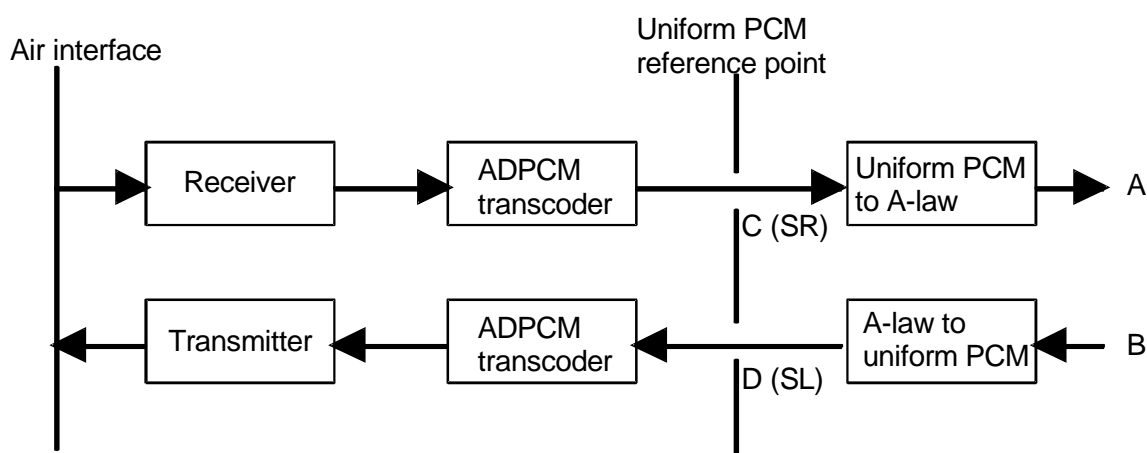 Uniform PCM
reference point
Air interface
Receiver
ADPCM
transcoder
Uniform PCM
to A-law
A
C (SR)
Transmitter
ADPCM
transcoder
A-law to
uniform PCM
B
D (SL)